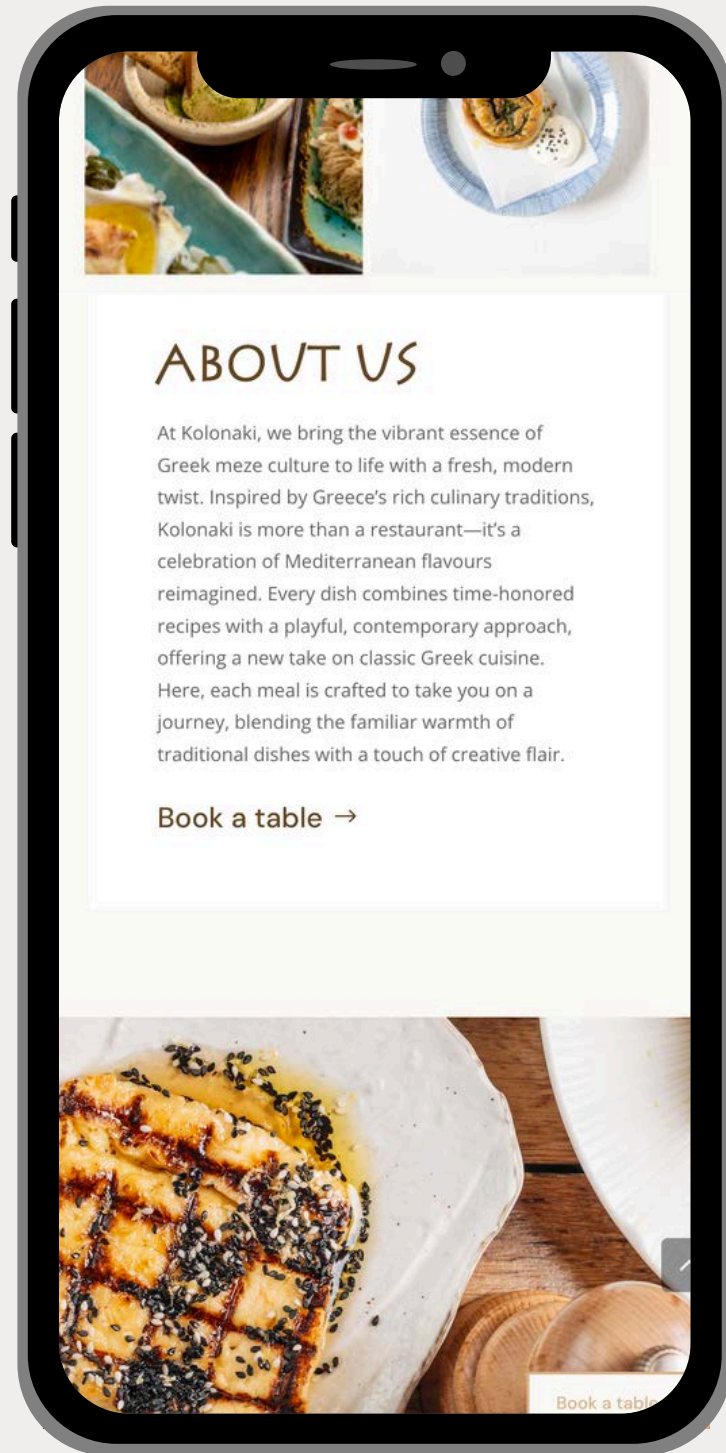 ABOUT US
At Kolonaki, we bring the vibrant essence of
Greek meze culture to life with a fresh, modern
twist. Inspired by Greece’s rich culinary traditions,
Kolonaki is more than a restaurant—it’s a
celebration of Mediterranean flavours
reimagined. Every dish combines time-honored
recipes with a playful, contemporary approach,
offering a new take on classic Greek cuisine.
Here, each meal is crafted to take you on a
journey, blending the familiar warmth of
traditional dishes with a touch of creative flair.
Book a table →
Book a table